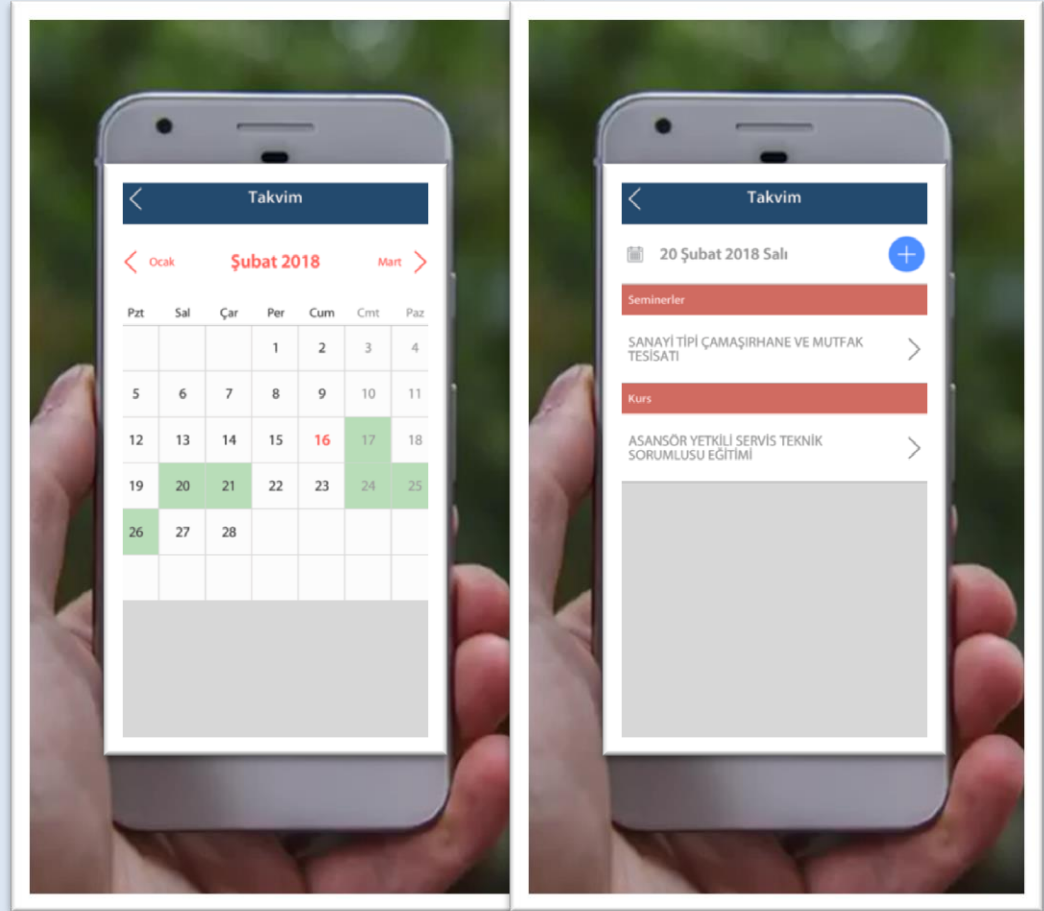 Takvim
Ocak Şubat 2018 Mart
Pzt Sal Çar Per Cum Cmt Paz
1 2 3 4
5 6 7 8 9 10 11
12 13 14 15 16 17 18
19 20 21 22 23 24 25
26 27 28
Takvim
20 Şubat 2018 Salı
Seminerler
SANAYİ TİPİ ÇAMAŞIRHANE VE MUTFAK
TESİSATI
Kurs
ASANSÖR YETKİLİ SERVİS TEKNİK
SORUMLUSU EĞİTİMİ